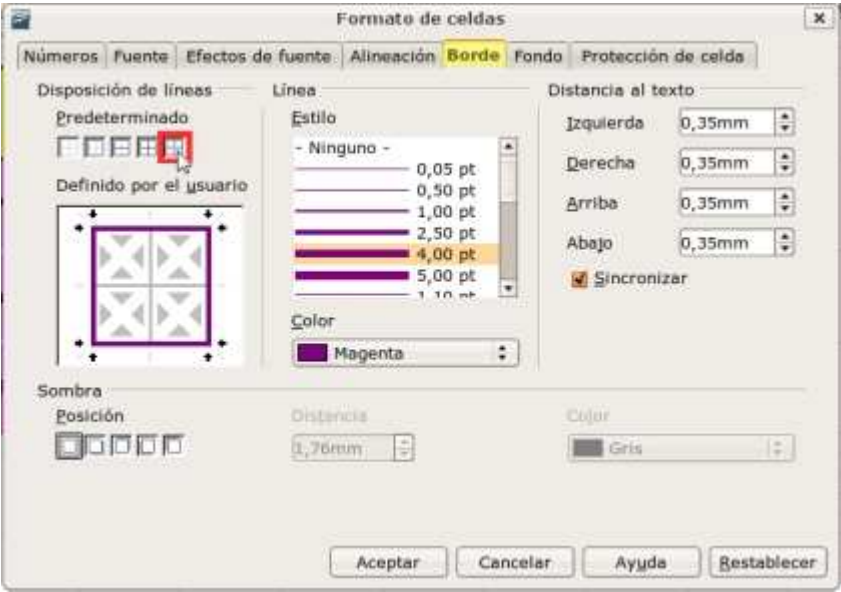 Formato de celdas
Números Fuente Efectos de fuente Alineación Borde Fondo Protección de celda
Disposición de líneas
Predeterminado
Definido por el usuario
Línea
Estilo
- Ninguno -
0,05 pt
0,50 pt
1,00 pt
2,50 pt
4,00 pt
5,00 pt
1,10 pt
Color
Magenta
Distancia al texto
Izquierda 0,35mm
Derecha 0,35mm
Arriba 0,35mm
Abajo 0,35mm
Sincronizar
Sombra
Posición
Distancia
1,76mm
Color
Gris
Aceptar Cancelar Ayuda Restablecer